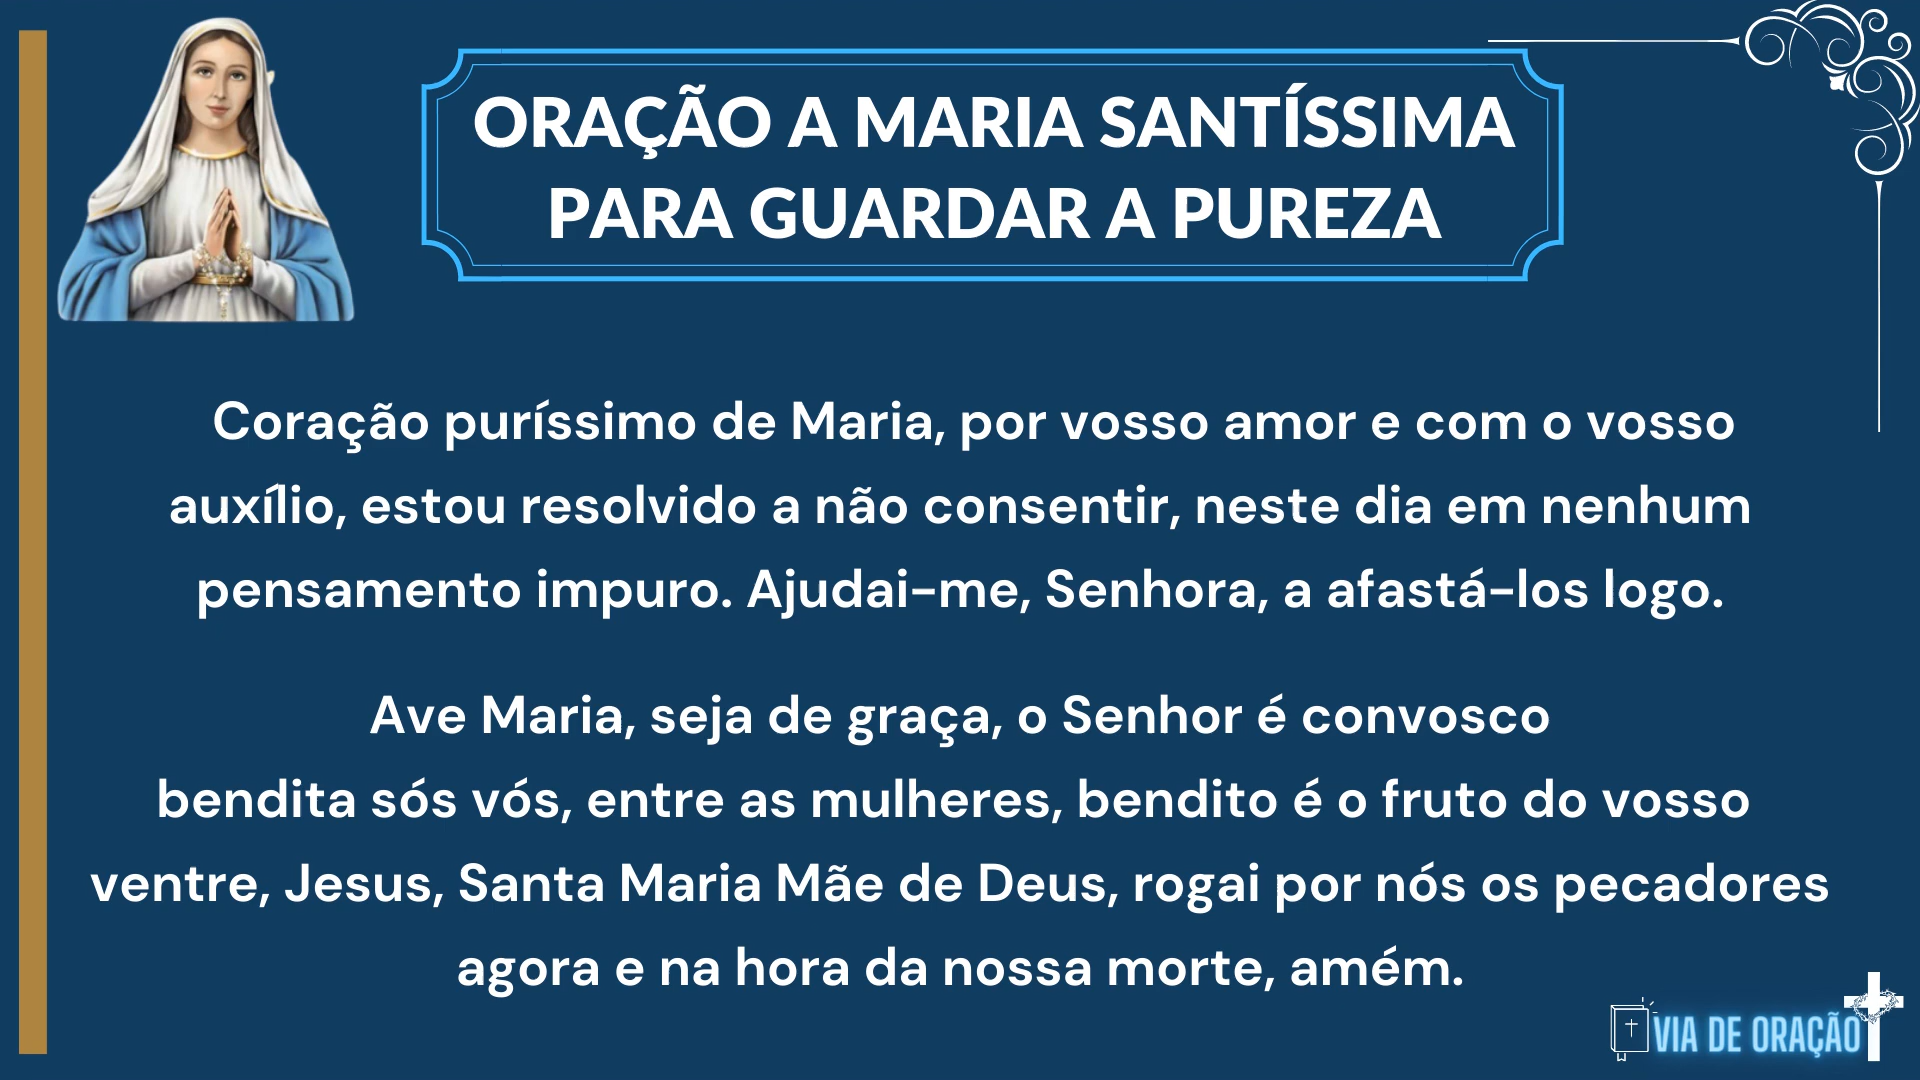 ORAÇÃO A MARIA SANTÍSSIMA
PARA GUARDAR A PUREZA
Coração puríssimo de Maria, por vosso amor e com o vosso
auxílio, estou resolvido a não consentir, neste dia em nenhum
pensamento impuro. Ajudai-me, Senhora, a afastá-los logo.
Ave Maria, seja de graça, o Senhor é convosco
bendita sós vós, entre as mulheres, bendito é o fruto do vosso
ventre, Jesus, Santa Maria Mãe de Deus, rogai por nós os pecadores
agora e na hora da nossa morte, amém.
VIA DE ORAÇÃO